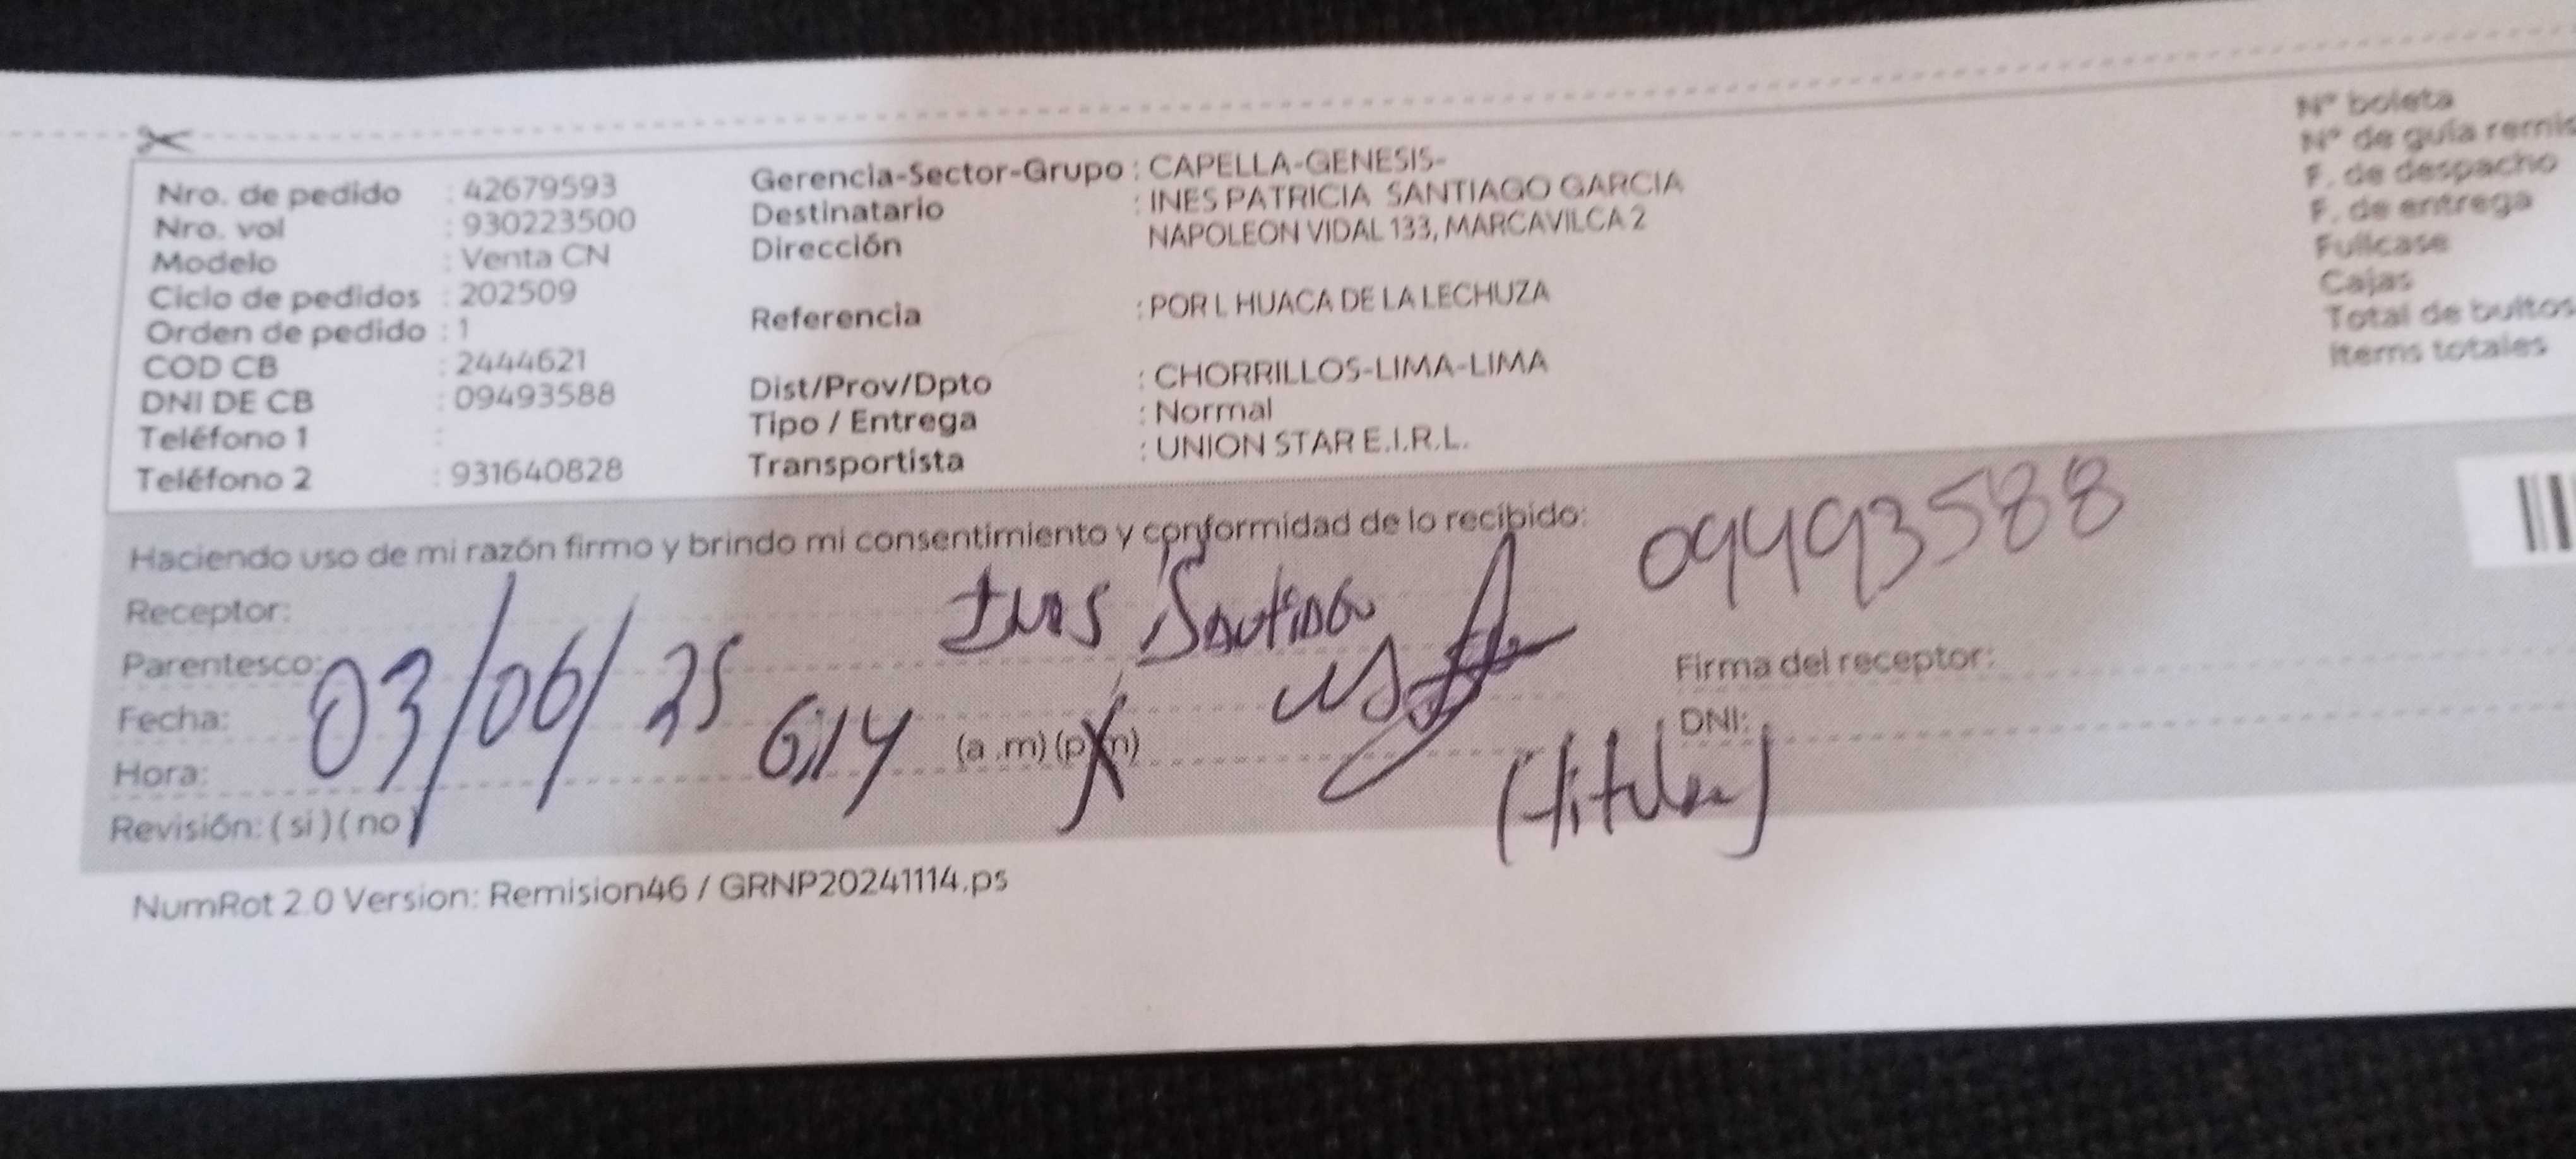 Nro. de pedido : 42679593
Nro. vol : 930223500
Modelo : Venta CN
Ciclo de pedidos : 202509
Orden de pedido : 1
COD CB : 2444621
DNI DE CB : 09493588
Teléfono 1 :
Teléfono 2 : 931640828
Gerencia-Sector-Grupo : CAPELLA-GENESIS-
Destinatario : INES PATRICIA SANTIAGO GARCIA
Dirección NAPOLEON VIDAL 133, MARCAVILCA 2
Referencia : POR L HUACA DE LA LECHUZA
Dist/Prov/Dpto : CHORRILLOS-LIMA-LIMA
Tipo / Entrega : Normal
Transportista : UNION STAR E.I.R.L.
N° boleta
N° de guía remis
F. de despacho
F. de entrega
Fullcase
Cajas
Total de bultos
Items totales
Haciendo uso de mi razón firmo y brindo mi consentimiento y conformidad de lo recibido:
09493588
Receptor: Ines Santiago
Parentesco:
Fecha: 03/06/25
Hora: 6:14 (a .m) (p.m)
Revisión: ( si ) ( no )
Firma del receptor:
DNI:
(titular)
NumRot 2.0 Version: Remision46 / GRNP20241114.ps